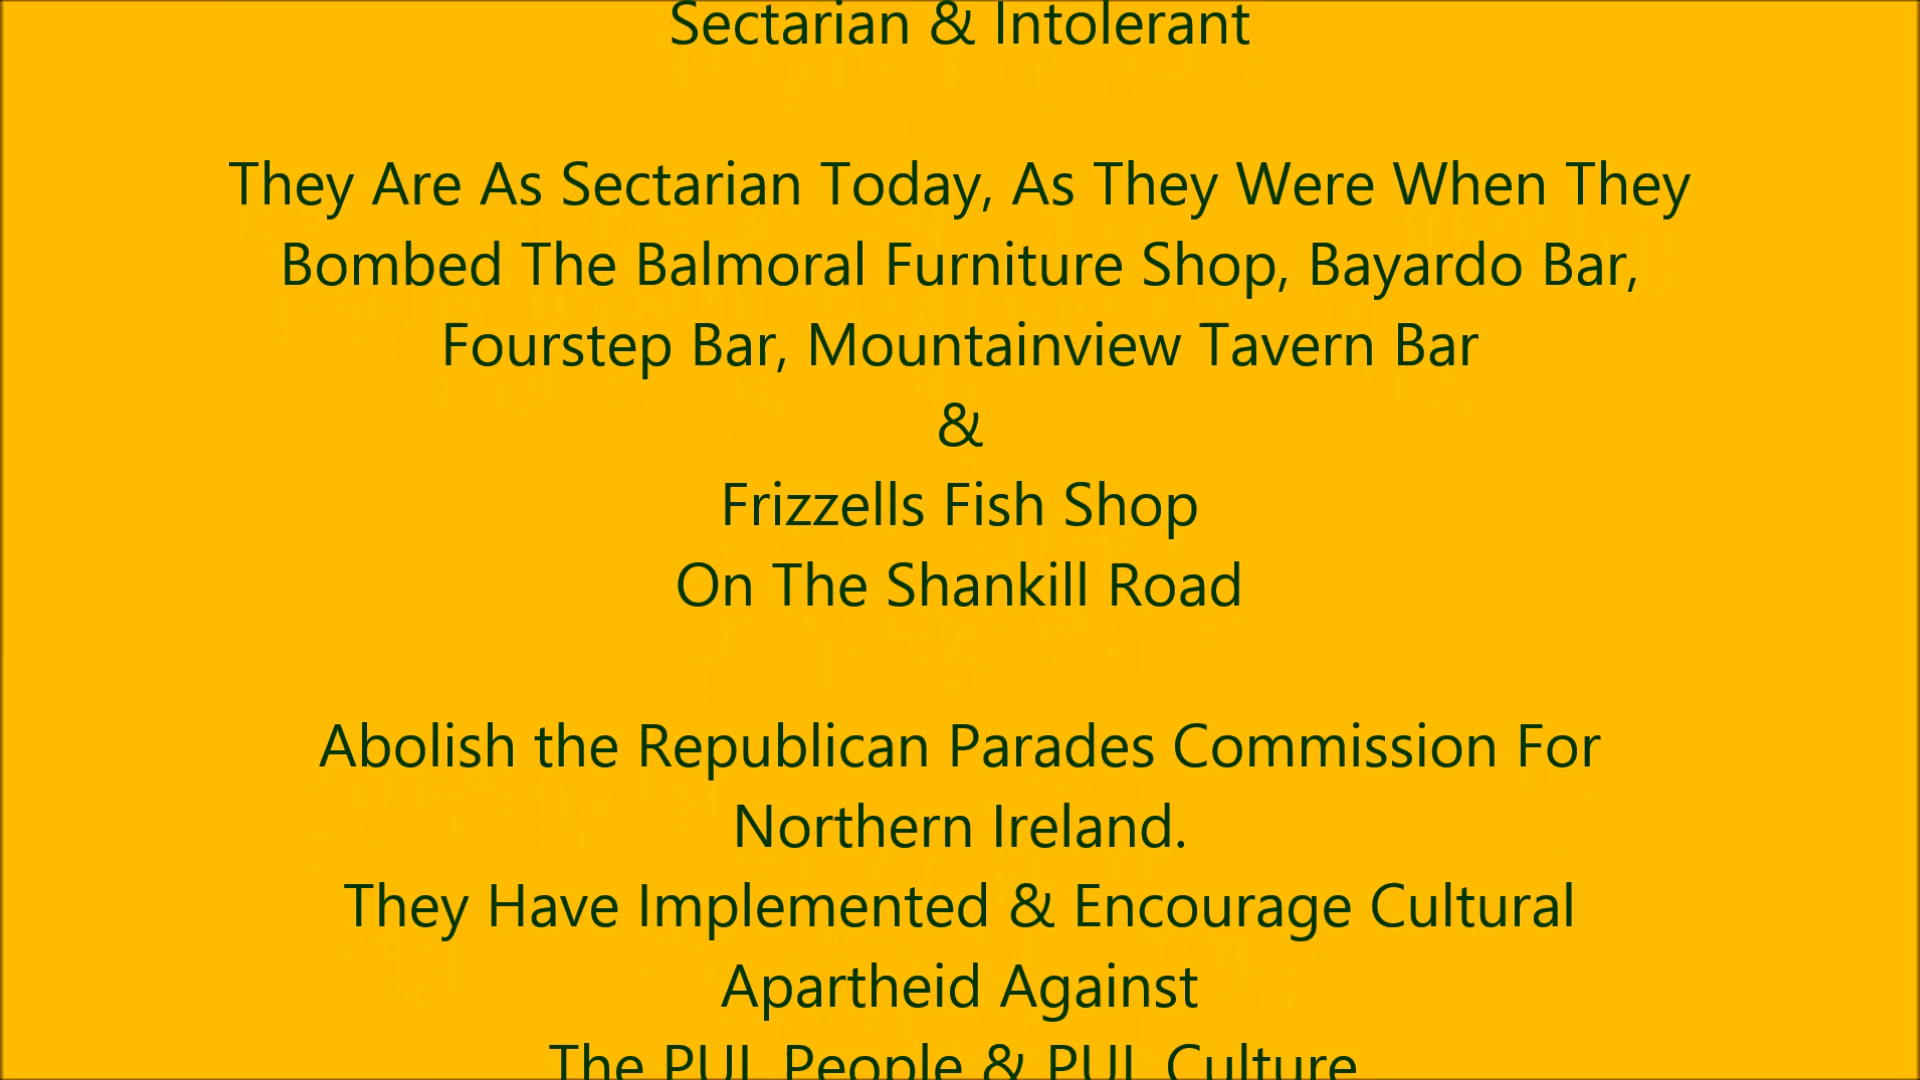 Sectarian & Intolerant
They Are As Sectarian Today, As They Were When They
Bombed The Balmoral Furniture Shop, Bayardo Bar,
Fourstep Bar, Mountainview Tavern Bar
&
Frizzells Fish Shop
On The Shankill Road
Abolish the Republican Parades Commission For
Northern Ireland.
They Have Implemented & Encourage Cultural
Apartheid Against
The PUL People & PUL Culture